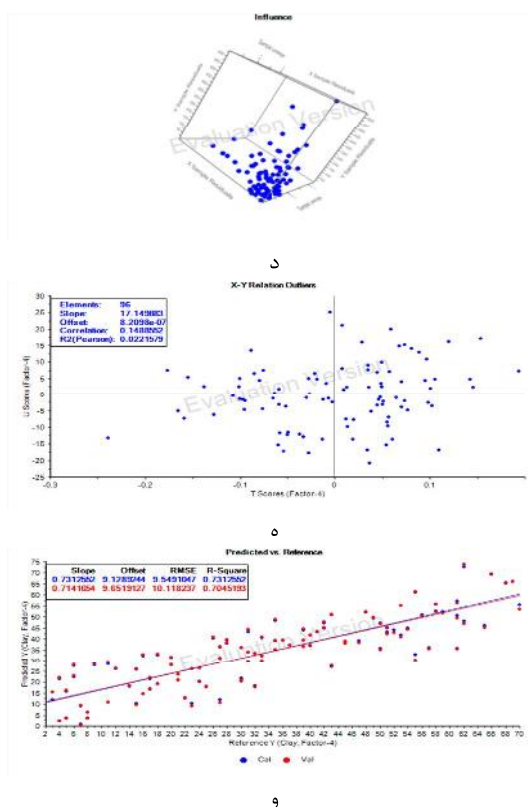 Influence
Evaluation Version
د
X-Y Relation Outliers
Elements: 96
Slope: 17.149883
Offset: 8.2098e-07
Correlation: 0.1488552
R2(Pearson): 0.0221579
30
25
20
15
10
5
0
-5
-10
-15
-20
-25
U Scores (Factor-4)
Evaluation Version
-0.3 -0.2 -0.1 0 0.1
T Scores (Factor-4)
ه
Predicted vs. Reference
Slope Offset RMSE R-Square
0.7312552 9.1289244 9.5491047 0.7312552
0.7141054 9.6519127 10.118237 0.7045193
75
70
65
60
55
50
45
40
35
30
25
20
15
10
5
0
Predicted Y (Clay, Factor-4)
Evaluation Version
2 4 6 8 10 12 14 16 18 20 22 24 26 28 30 32 34 36 38 40 42 44 46 48 50 52 54 56 58 60 62 64 66 68 70
Reference Y (Clay, Factor-4)
Cal Val
و